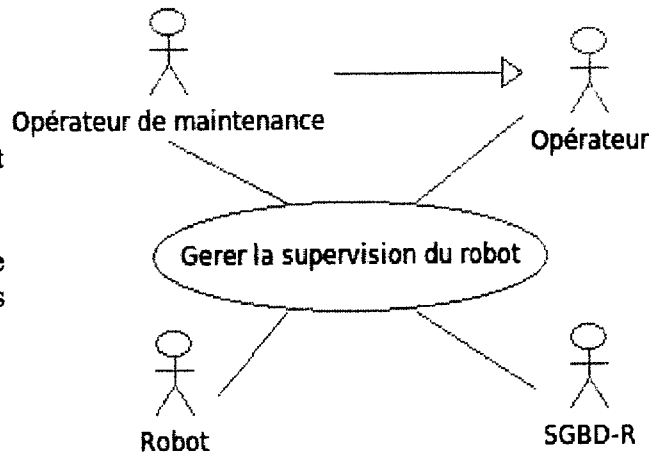 Opérateur de maintenance
Opérateur
t
Gerer la supervision du robot
e
s
Robot
SGBD-R